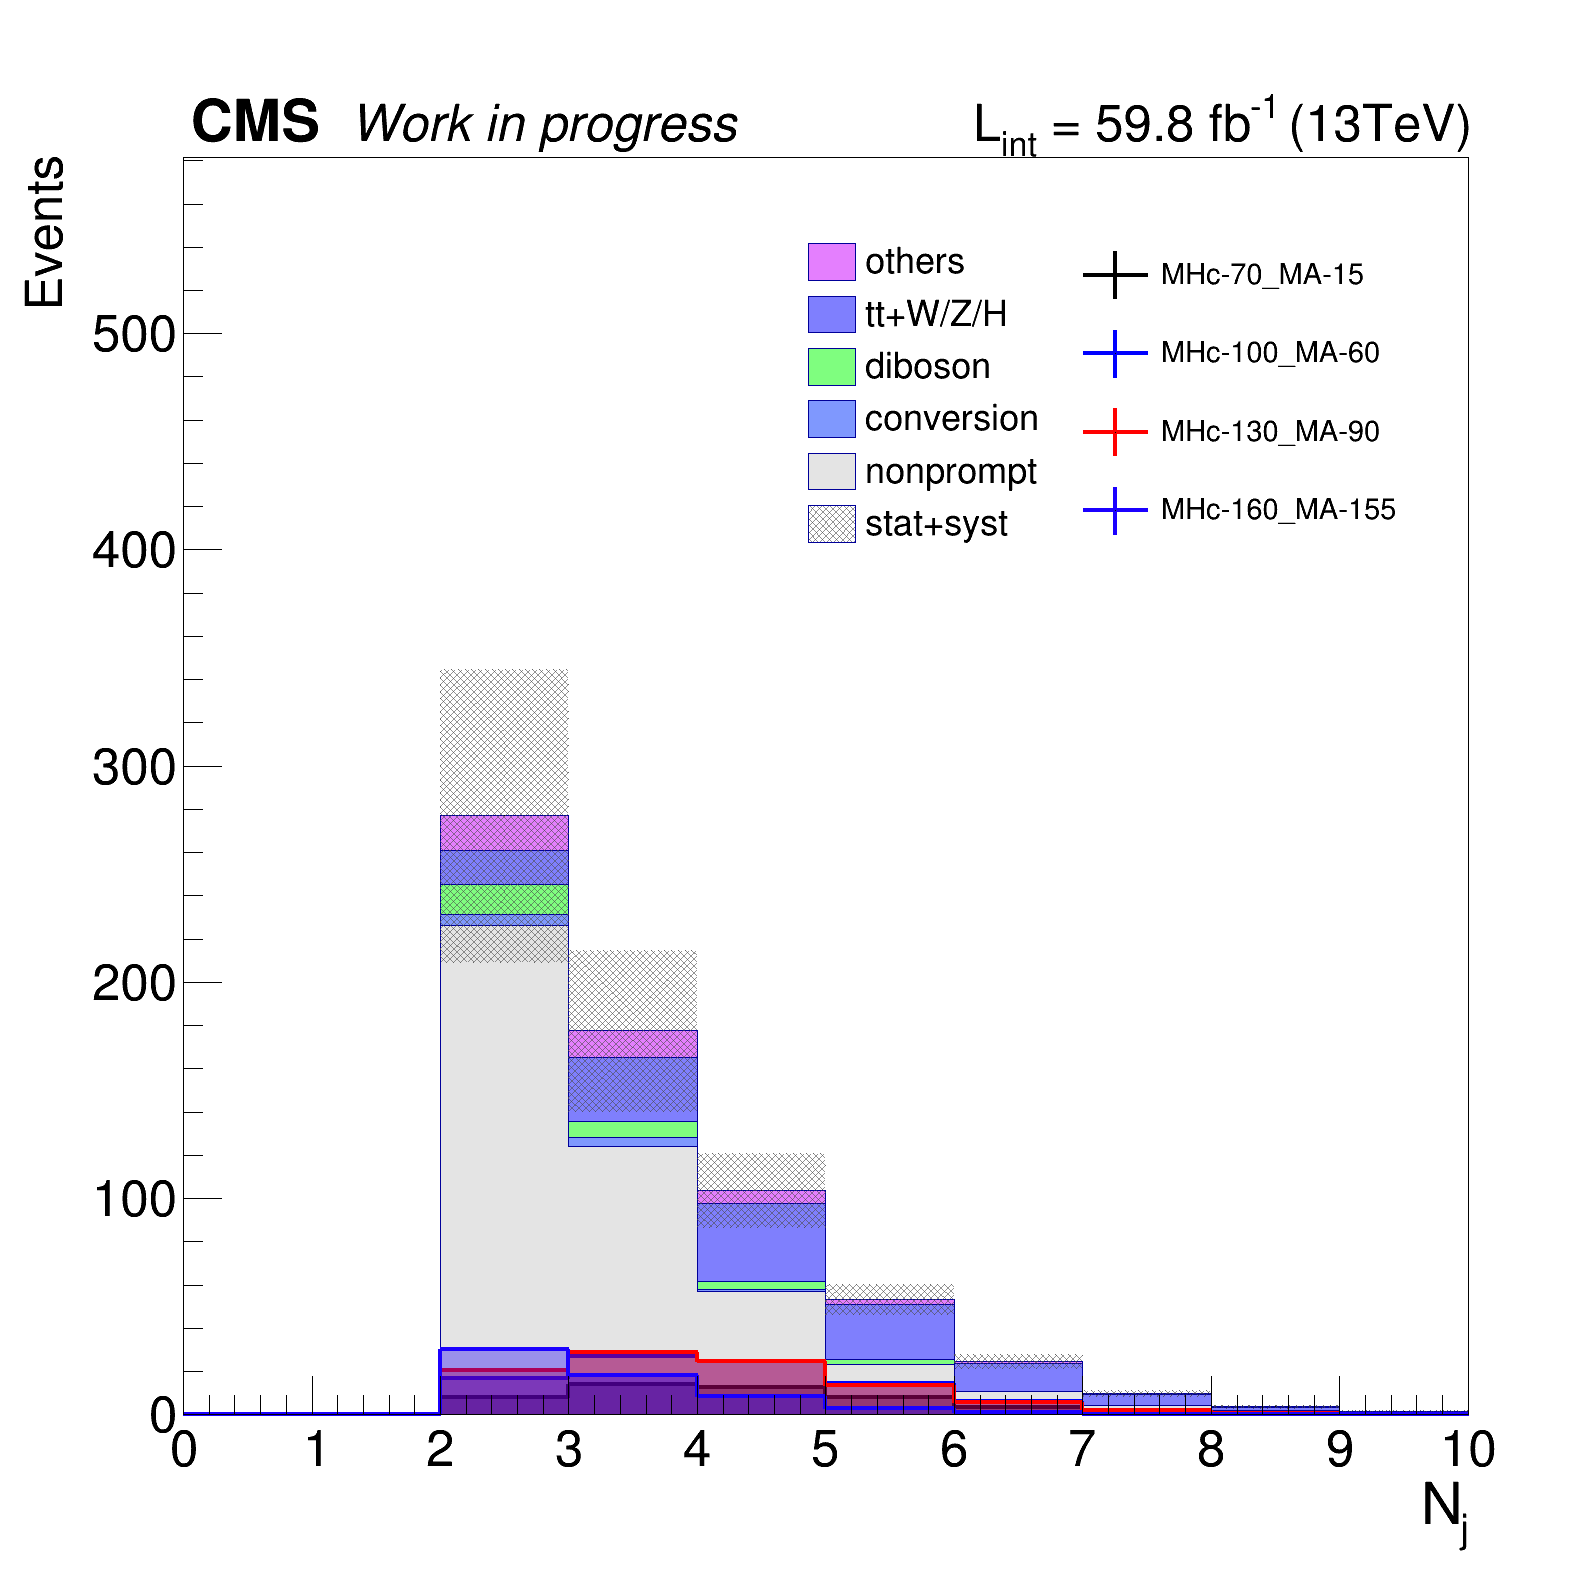 CMS Work in progress
L_int = 59.8 fb^-1 (13TeV)
Events
others
tt+W/Z/H
diboson
conversion
nonprompt
stat+syst
MHc-70_MA-15
MHc-100_MA-60
MHc-130_MA-90
MHc-160_MA-155
500
400
300
200
100
0
0 1 2 3 4 5 6 7 8 9 10
N_j